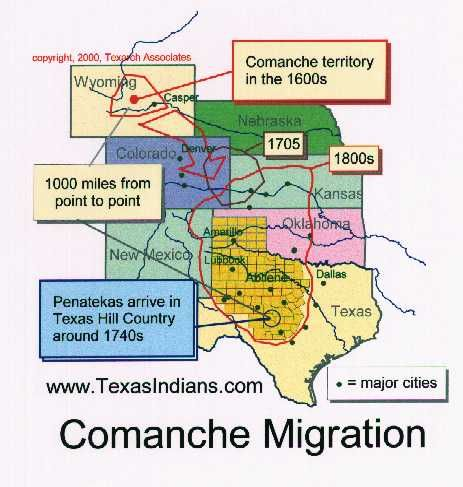 copyright, 2000, Texarch Associates
Comanche territory
in the 1600s
Wyoming
Casper
Nebraska
1705
Colorado
Denver
1800s
1000 miles from
point to point
Kansas
Oklahoma
Amarillo
New Mexico
Lubbock
Abilene
Dallas
Penatekas arrive in
Texas Hill Country
around 1740s
Texas
www.TexasIndians.com
= major cities
Comanche Migration